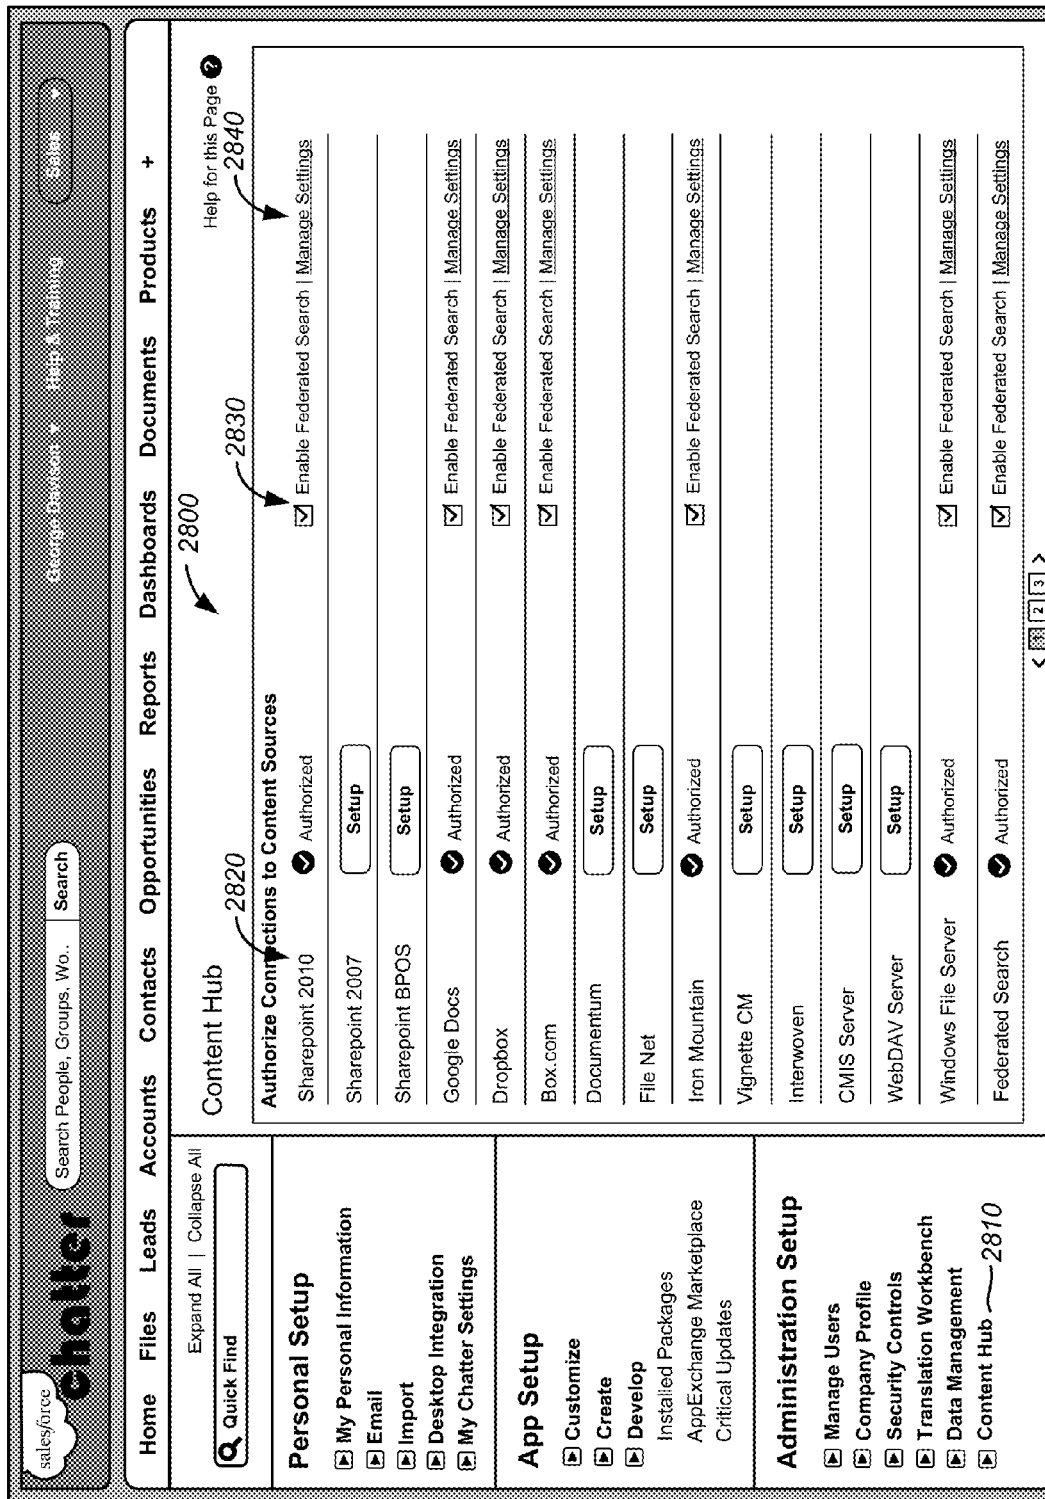 salesforce
chatter
Search People, Groups, Wo.. Search
George Davison Help & Training Sales
Home Files Leads Accounts Contacts Opportunities Reports Dashboards Documents Products +
Expand All | Collapse All
Quick Find
Personal Setup
My Personal Information
Email
Import
Desktop Integration
My Chatter Settings
App Setup
Customize
Create
Develop
Installed Packages
AppExchange Marketplace
Critical Updates
Administration Setup
Manage Users
Company Profile
Security Controls
Translation Workbench
Data Management
Content Hub 2810
Content Hub
2800
Help for this Page ?
Authorize Connections to Content Sources
2820
2830
2840
Sharepoint 2010 Authorized Enable Federated Search | Manage Settings
Sharepoint 2007 Setup
Sharepoint BPOS Setup
Google Docs Authorized Enable Federated Search | Manage Settings
Dropbox Authorized Enable Federated Search | Manage Settings
Box.com Authorized Enable Federated Search | Manage Settings
Documentum Setup
File Net Setup
Iron Mountain Authorized Enable Federated Search | Manage Settings
Vignette CM Setup
Interwoven Setup
CMIS Server Setup
WebDAV Server Setup
Windows File Server Authorized Enable Federated Search | Manage Settings
Federated Search Authorized Enable Federated Search | Manage Settings
< 1 2 3 >